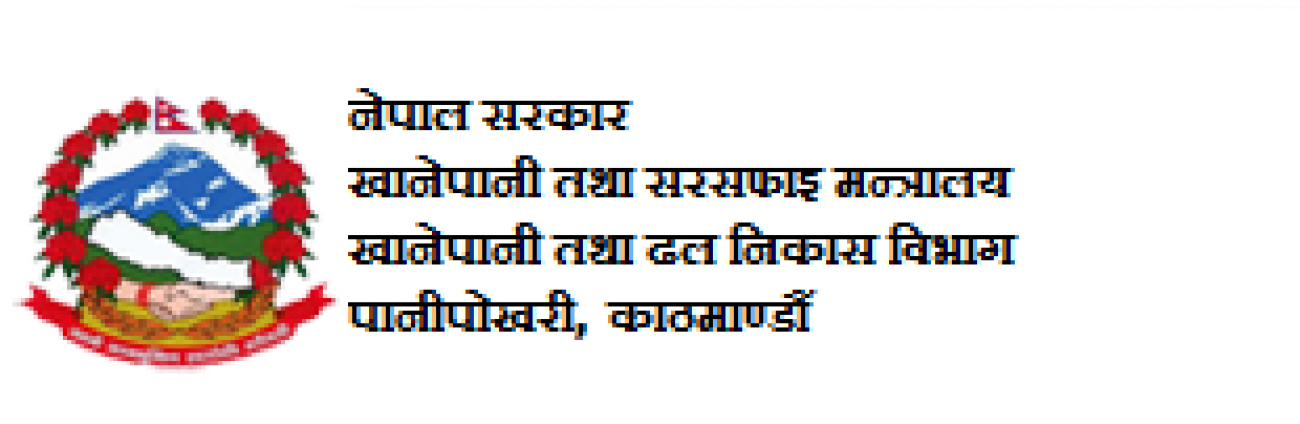 नेपाल सरकार
खानेपानी तथा सरसफाइ मन्त्रालय
खानेपानी तथा ढल निकास विभाग
पानीपोखरी, काठमाण्डौं